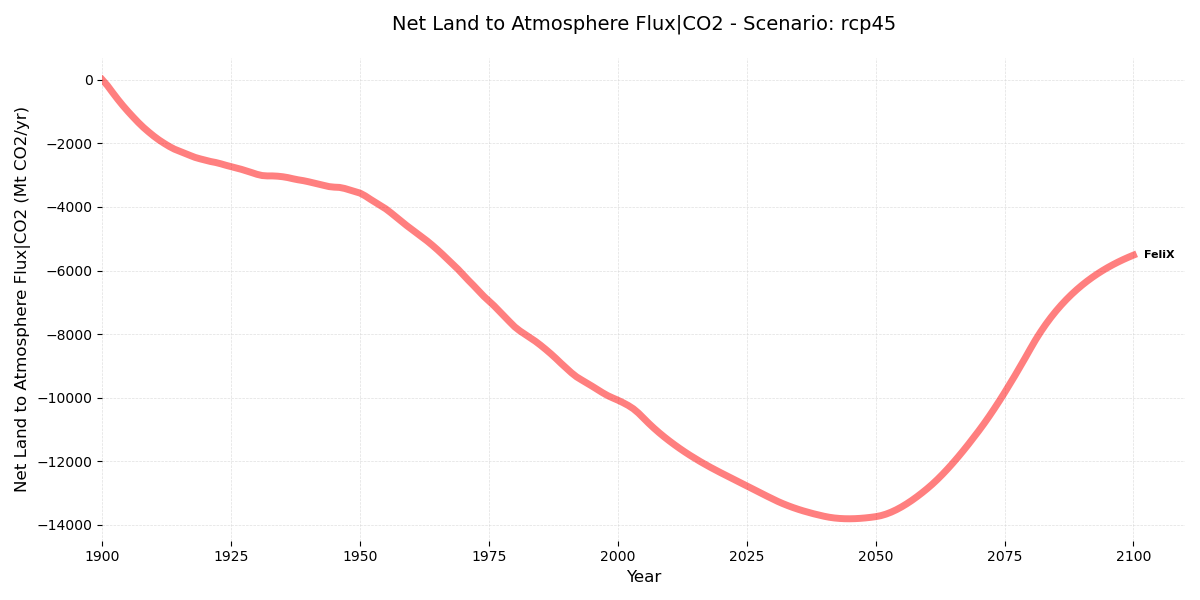 Net Land to Atmosphere Flux|CO2 - Scenario: rcp45
Net Land to Atmosphere Flux|CO2 (Mt CO2/yr)
0
−2000
−4000
−6000
−8000
−10000
−12000
−14000
FeliX
1900 1925 1950 1975 2000 2025 2050 2075 2100
Year